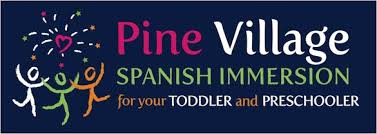 Pine Village
SPANISH IMMERSION
for your TODDLER and PRESCHOOLER